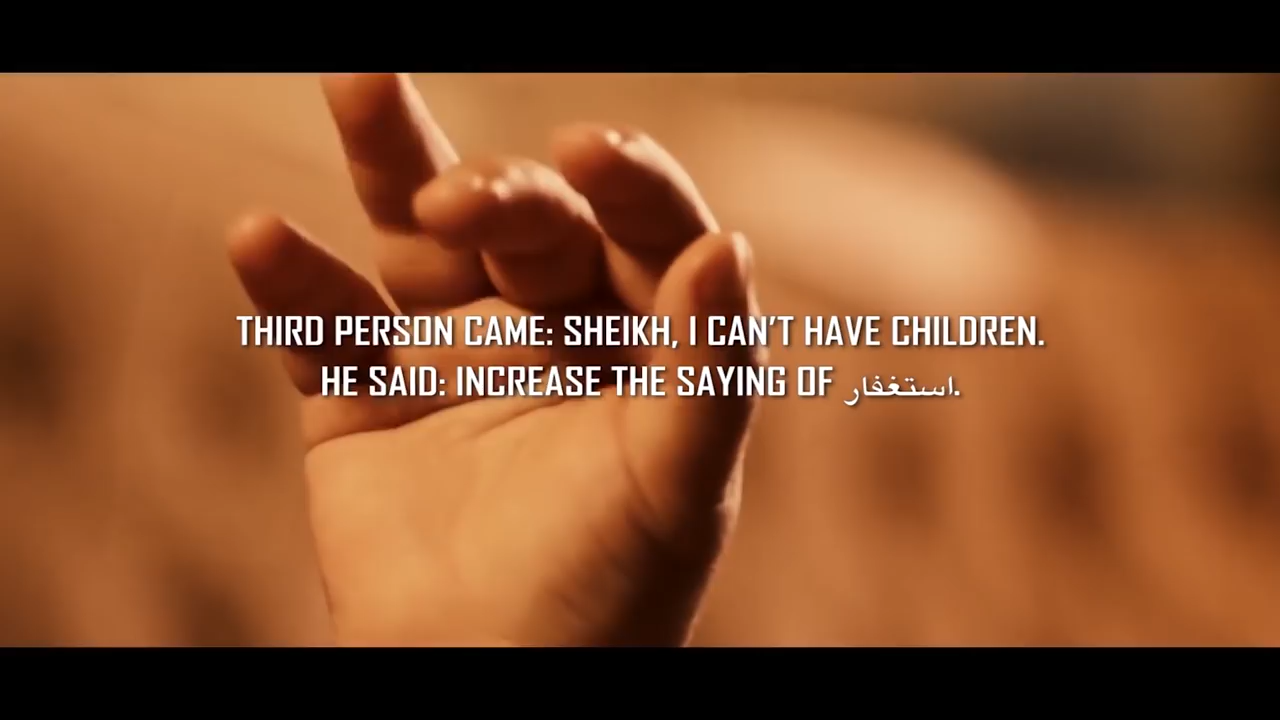 THIRD PERSON CAME: SHEIKH, I CAN'T HAVE CHILDREN.
HE SAID: INCREASE THE SAYING OF استغفار.